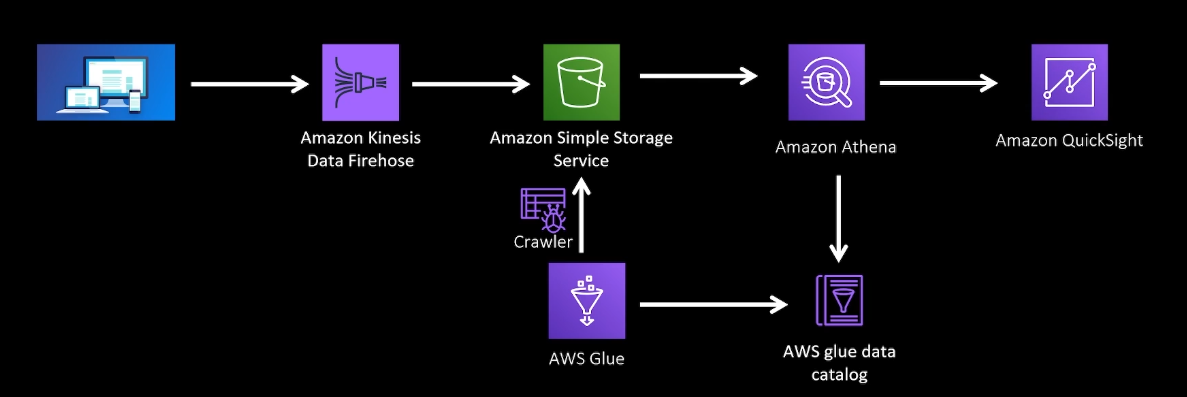 Amazon Kinesis
Data Firehose
Amazon Simple Storage
Service
Amazon Athena
Amazon QuickSight
Crawler
AWS Glue
AWS glue data
catalog